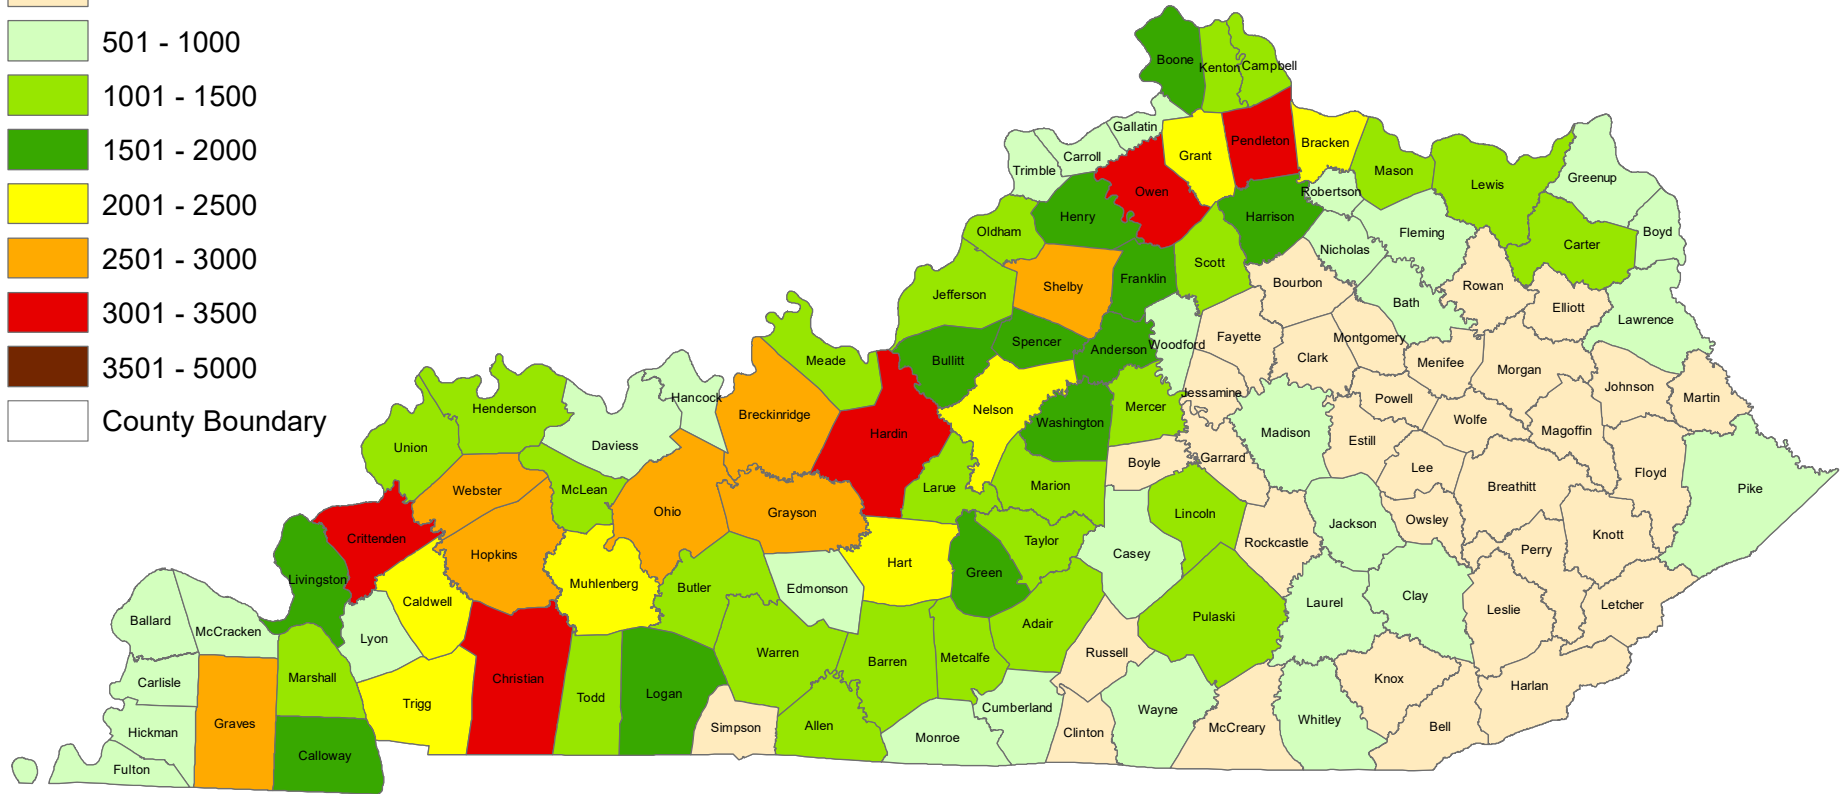 501 - 1000
1001 - 1500
1501 - 2000
2001 - 2500
2501 - 3000
3001 - 3500
3501 - 5000
County Boundary
Boone
Kenton
Campbell
Gallatin
Carroll
Trimble
Grant
Pendleton
Bracken
Mason
Lewis
Greenup
Owen
Robertson
Henry
Harrison
Oldham
Fleming
Boyd
Carter
Nicholas
Scott
Franklin
Shelby
Bourbon
Rowan
Jefferson
Bath
Elliott
Lawrence
Fayette
Montgomery
Woodford
Spencer
Anderson
Clark
Bullitt
Meade
Menifee
Morgan
Johnson
Martin
Jessamine
Powell
Hancock
Henderson
Breckinridge
Nelson
Mercer
Washington
Wolfe
Magoffin
Madison
Hardin
Estill
Daviess
Union
Boyle
Garrard
Lee
Floyd
Breathitt
Pike
Webster
McLean
Larue
Marion
Ohio
Grayson
Lincoln
Jackson
Owsley
Crittenden
Taylor
Rockcastle
Knott
Perry
Hopkins
Casey
Hart
Green
Livingston
Muhlenberg
Butler
Edmonson
Caldwell
Laurel
Clay
Leslie
Letcher
Ballard
McCracken
Lyon
Adair
Pulaski
Warren
Barren
Metcalfe
Russell
Carlisle
Marshall
Christian
Todd
Logan
Knox
Harlan
Trigg
Cumberland
Wayne
Whitley
Graves
Simpson
Allen
Monroe
Clinton
McCreary
Bell
Hickman
Calloway
Fulton